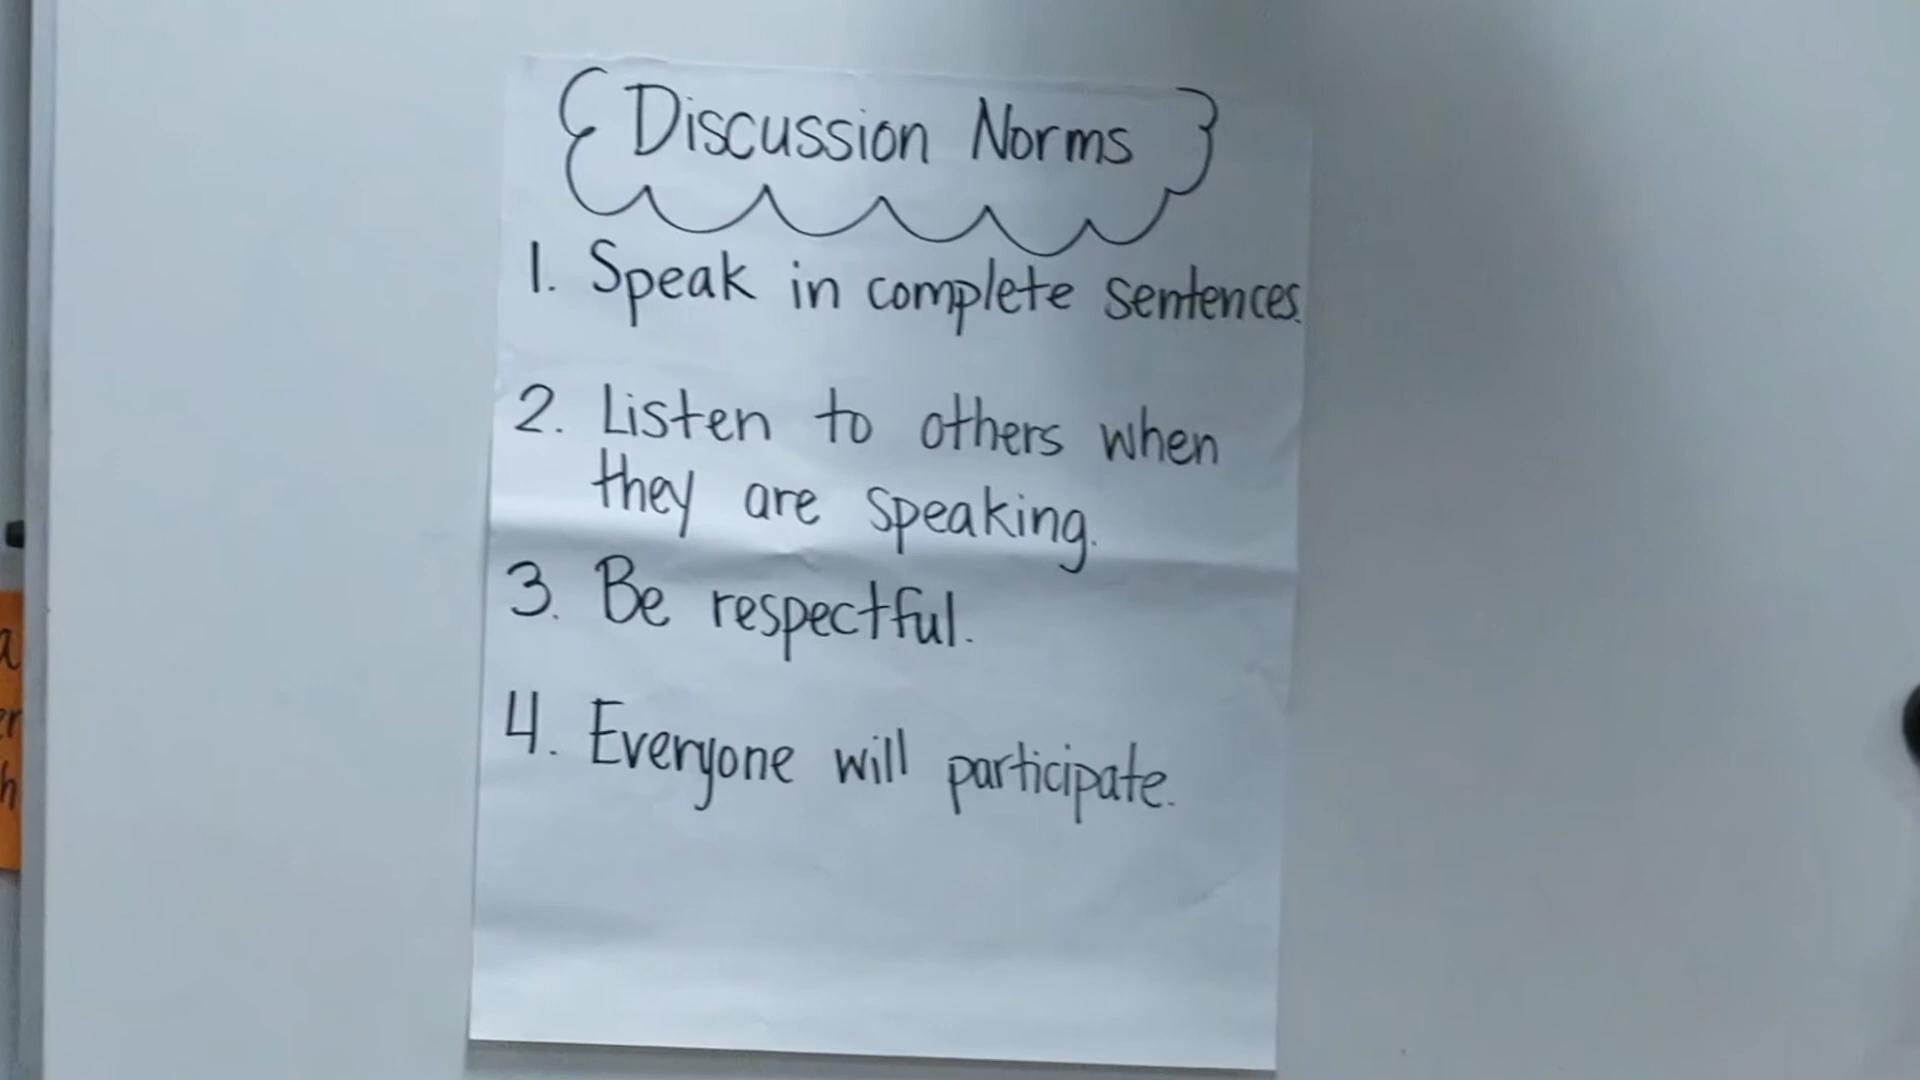 Discussion Norms
1. Speak in complete sentences.
2. Listen to others when
they are speaking.
3. Be respectful.
4. Everyone will participate.